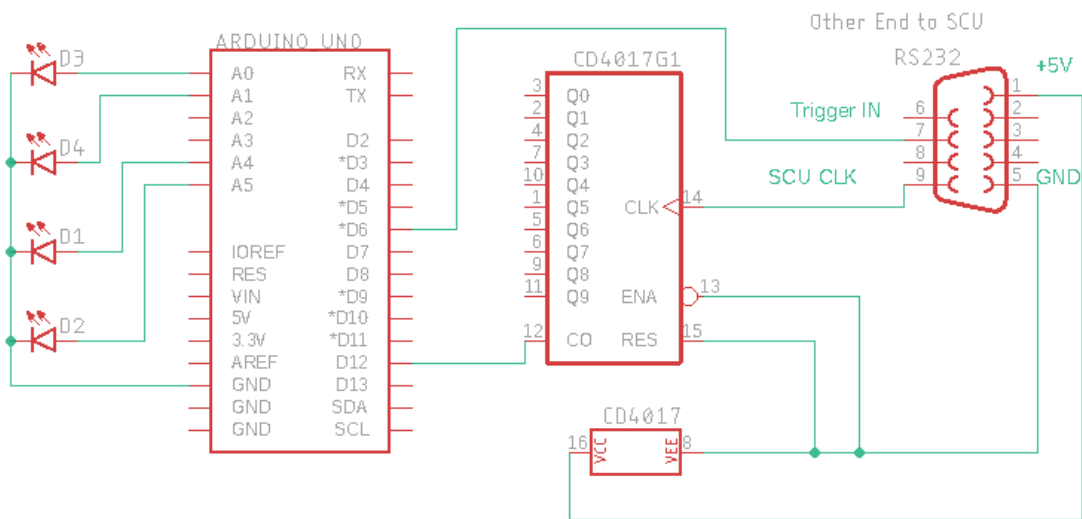 Other End to SCU
ARDUINO UNO
CD4017G1
RS232
+5V
D3
D4
D1
D2
A0
A1
A2
A3
A4
A5
IOREF
RES
VIN
5V
3.3V
AREF
GND
GND
GND
RX
TX
D2
*D3
D4
*D5
*D6
D7
D8
*D9
*D10
*D11
D12
D13
SDA
SCL
3 Q0
2 Q1
4 Q2
7 Q3
10 Q4
1 Q5
5 Q6
6 Q7
9 Q8
11 Q9
12 CO
CLK 14
ENA 13
RES 15
Trigger IN
SCU CLK
6
7
8
9
1
2
3
4
5
GND
CD4017
16 VCC VEE 8